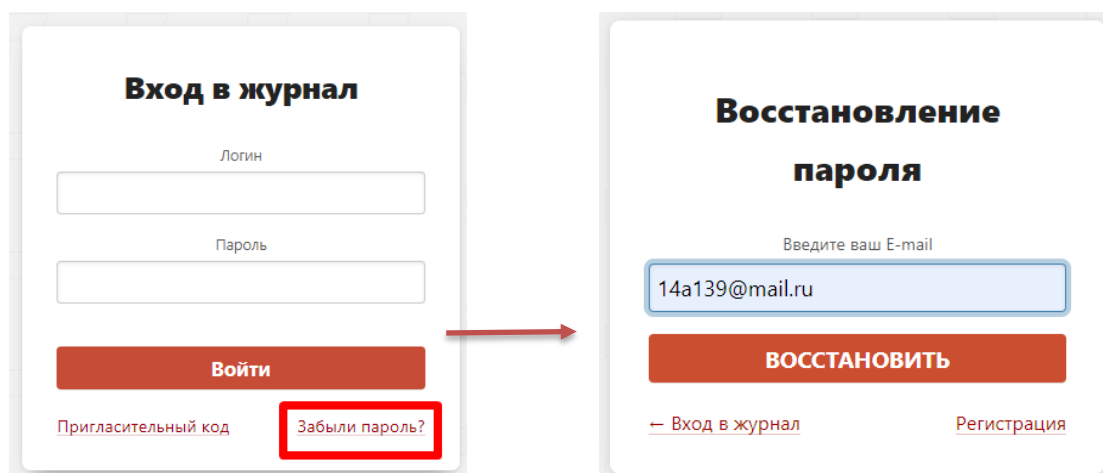 Вход в журнал
Логин
Пароль
Войти
Пригласительный код
Забыли пароль?
Восстановление
пароля
Введите ваш E-mail
14a139@mail.ru
ВОССТАНОВИТЬ
← Вход в журнал
Регистрация